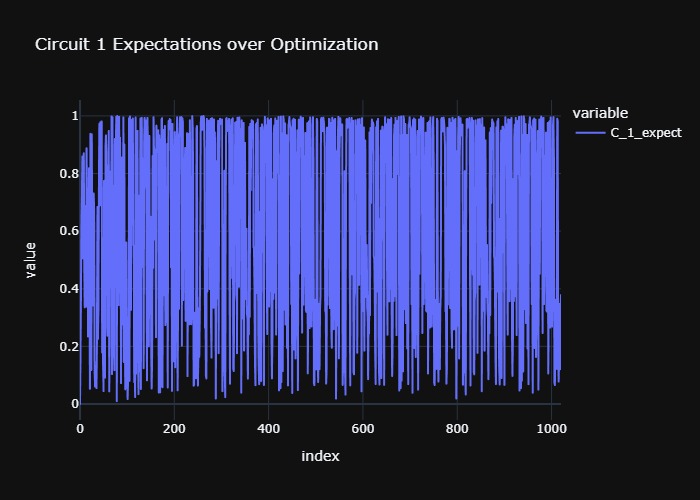 Circuit 1 Expectations over Optimization
variable
C_1_expect
1
0.8
0.6
0.4
0.2
0
value
0
200
400
600
800
1000
index